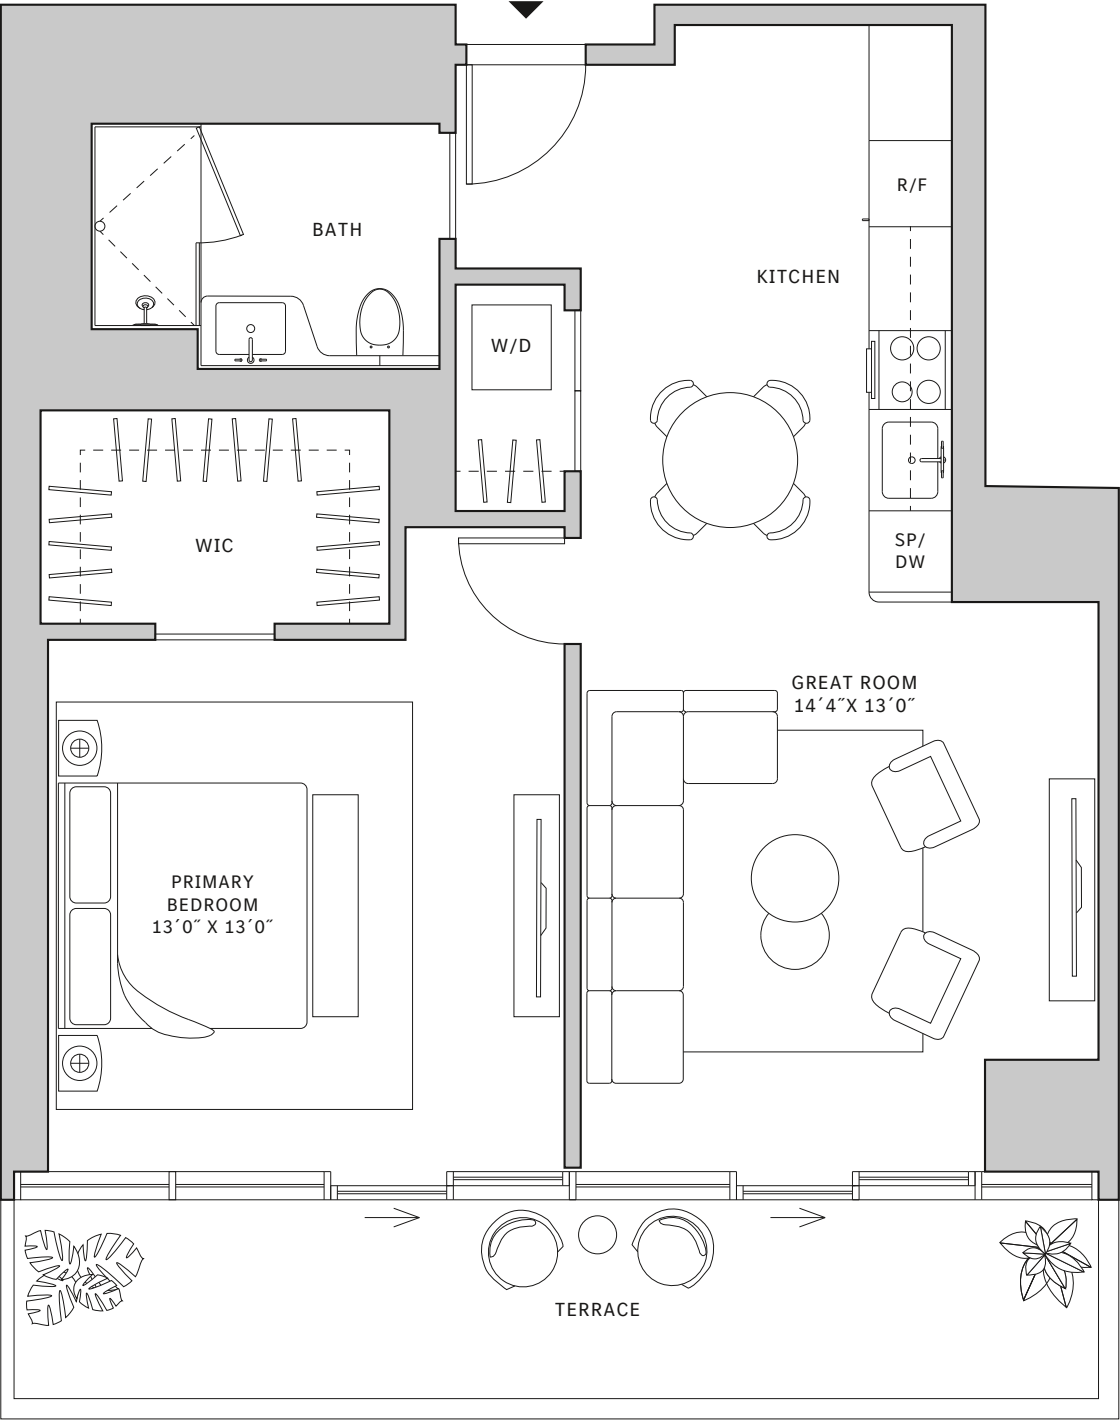 R/F
BATH
KITCHEN
W/D
WIC
SP/
DW
GREAT ROOM
14´4˝X 13´0˝
PRIMARY
BEDROOM
13´0˝ X 13´0˝
TERRACE